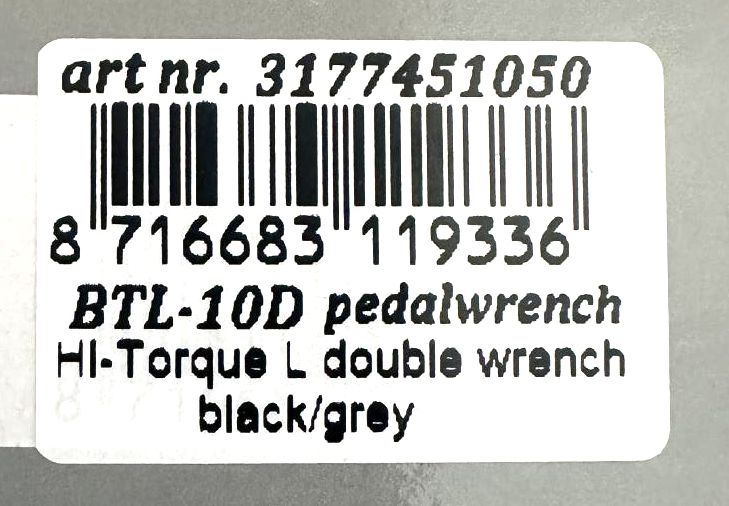 art nr. 3177451050
8 716683 119336
BTL-10D pedalwrench
HI-Torque L double wrench
black/grey